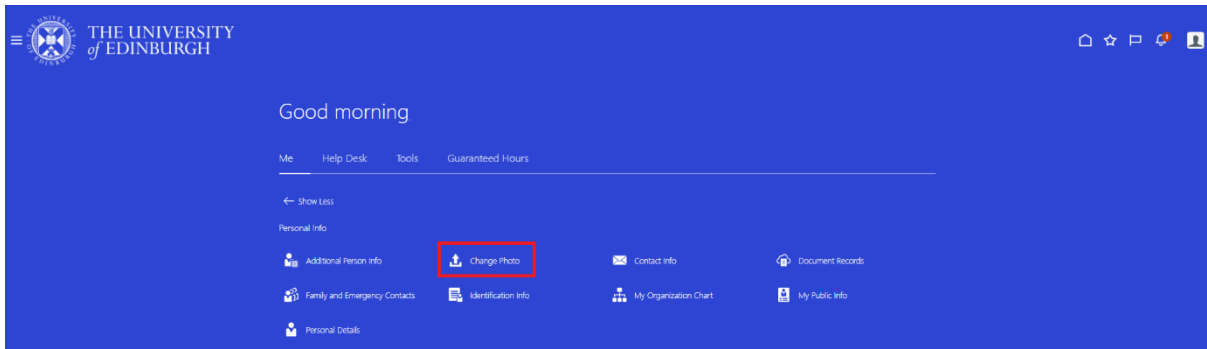 THE UNIVERSITY
of EDINBURGH
Good morning
Me Help Desk Tools Guaranteed Hours
← Show Less
Personal Info
Additional Person Info Change Photo Contact Info Document Records
Family and Emergency Contacts Identification Info My Organization Chart My Public Info
Personal Details